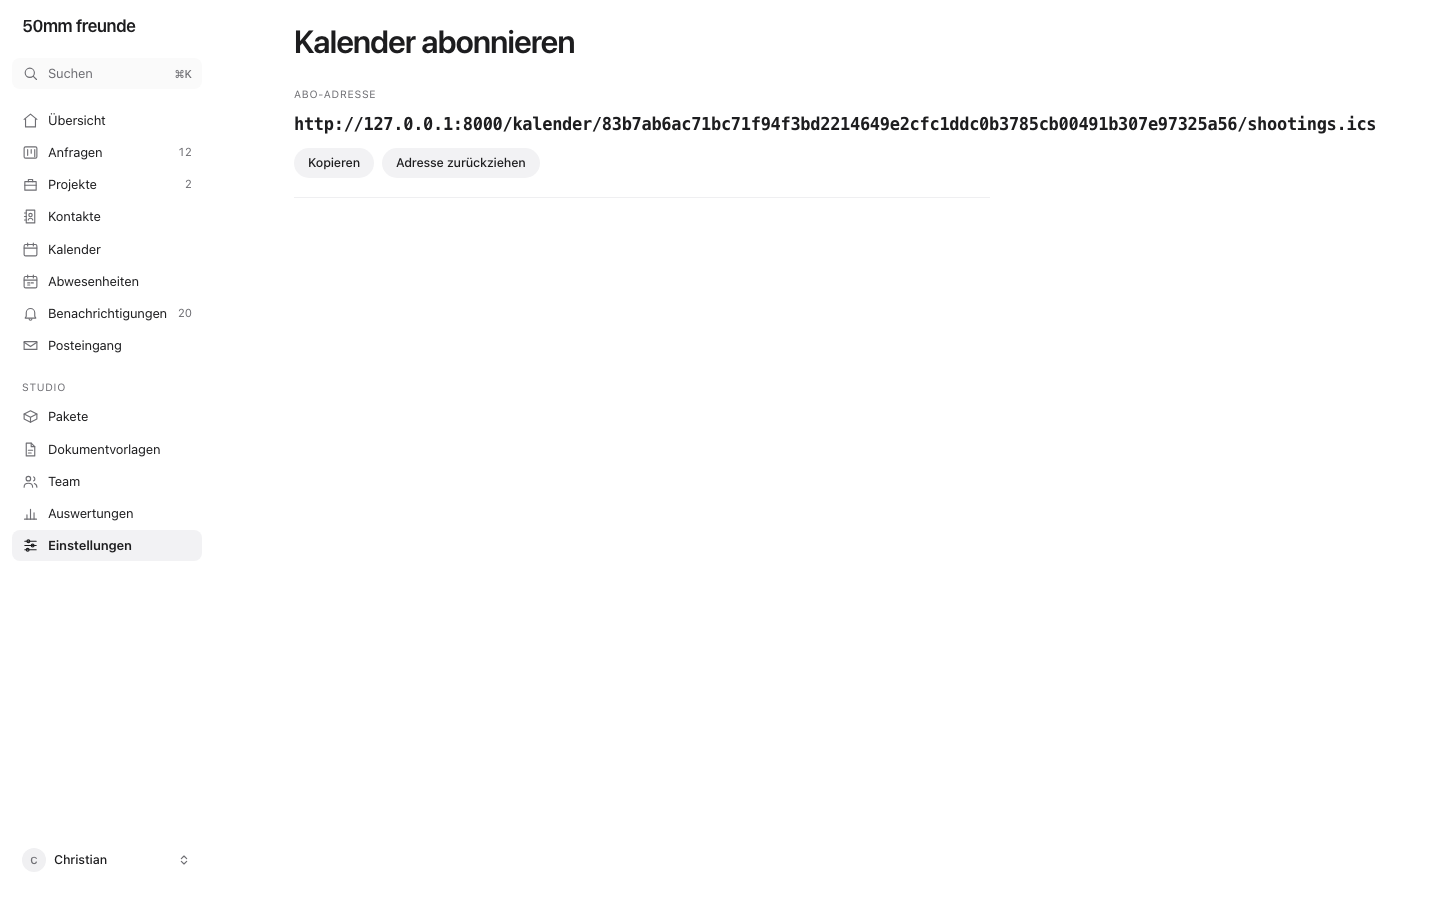 50mm freunde
Suchen ⌘K
Übersicht
Anfragen 12
Projekte 2
Kontakte
Kalender
Abwesenheiten
Benachrichtigungen 20
Posteingang
STUDIO
Pakete
Dokumentvorlagen
Team
Auswertungen
Einstellungen
C Christian
Kalender abonnieren
ABO-ADRESSE
http://127.0.0.1:8000/kalender/83b7ab6ac71bc71f94f3bd2214649e2cfc1ddc0b3785cb00491b307e97325a56/shootings.ics
Kopieren Adresse zurückziehen